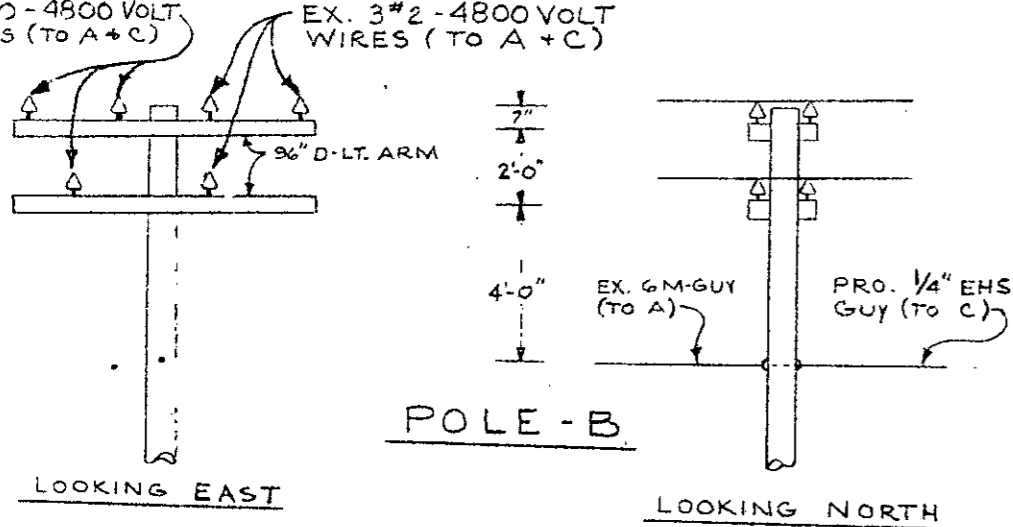 - 4800 VOLT
(TO A + C)
EX. 3#2 - 4800 VOLT
WIRES (TO A + C)
96" D-LT. ARM
7"
2'-0"
4'-0"
EX. 6M-GUY
(TO A)
PRO. 1/4" EHS
GUY (TO C)
POLE - B
LOOKING EAST
LOOKING NORTH